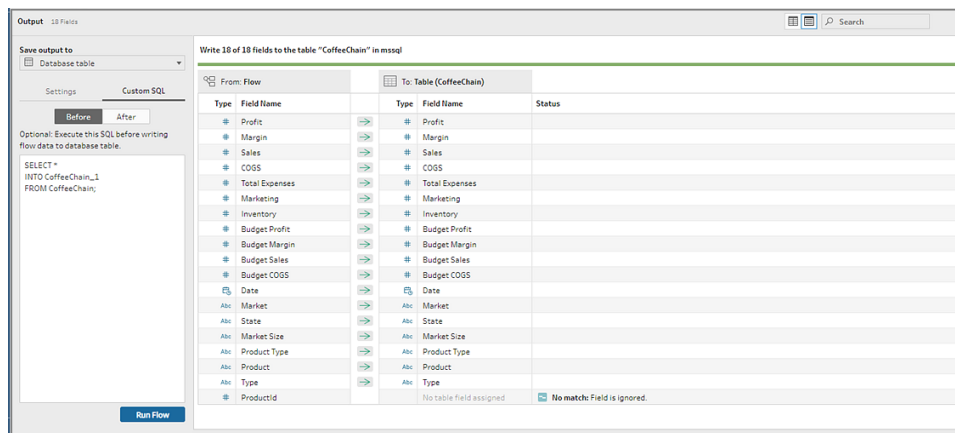 Output 18 Fields
Search
Save output to
Database table
Settings Custom SQL
Before After
Optional: Execute this SQL before writing
flow data to database table.
SELECT *
INTO CoffeeChain_1
FROM CoffeeChain;
Run Flow
Write 18 of 18 fields to the table "CoffeeChain" in mssql
From: Flow To: Table (CoffeeChain)
Type Field Name Type Field Name Status
# Profit → # Profit
# Margin → # Margin
# Sales → # Sales
# COGS → # COGS
# Total Expenses → # Total Expenses
# Marketing → # Marketing
# Inventory → # Inventory
# Budget Profit → # Budget Profit
# Budget Margin → # Budget Margin
# Budget Sales → # Budget Sales
# Budget COGS → # Budget COGS
Date → Date
Abc Market → Abc Market
Abc State → Abc State
Abc Market Size → Abc Market Size
Abc Product Type → Abc Product Type
Abc Product → Abc Product
Abc Type → Abc Type
# ProductId No table field assigned No match: Field is ignored.